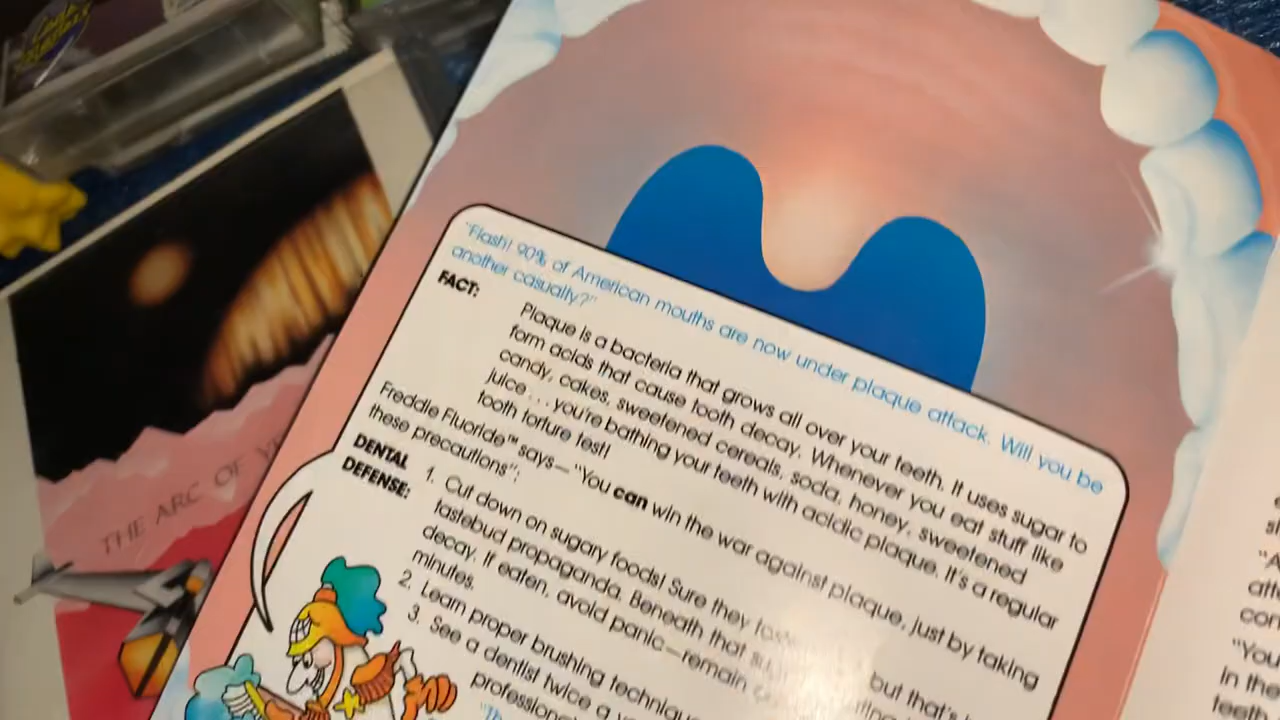 "Flash! 90% of American mouths are now under plaque attack. Will you be
another casualty?"
FACT:
Plaque is a bacteria that grows all over your teeth. It uses sugar to
form acids that cause tooth decay. Whenever you eat stuff like
candy, cakes, sweetened cereals, soda, honey, sweetened
juice...you're bathing your teeth with acidic plaque. It's a regular
tooth torture test!
Freddie Fluoride™ says—"You can win the war against plaque, just by taking
these precautions":
DENTAL
DEFENSE:
1. Cut down on sugary foods! Sure they but that's
tastebud propaganda. Beneath that
decay. If eaten, avoid panic—remain
minutes.
2. Learn proper brushing
3. See a dentist twice a
THE ARC OF
"You
In the
teeth